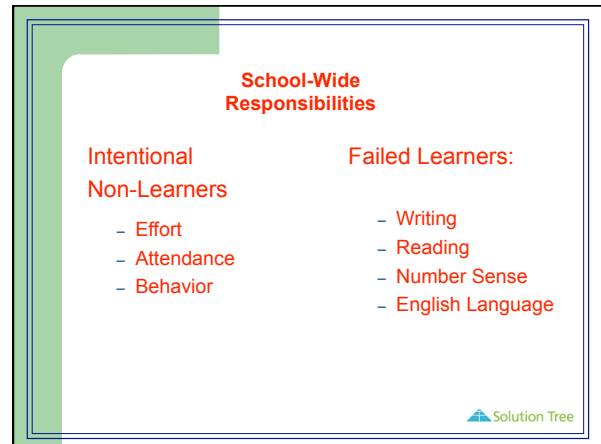 School-Wide
Responsibilities
Intentional
Non-Learners
– Effort
– Attendance
– Behavior
Failed Learners:
– Writing
– Reading
– Number Sense
– English Language
Solution Tree